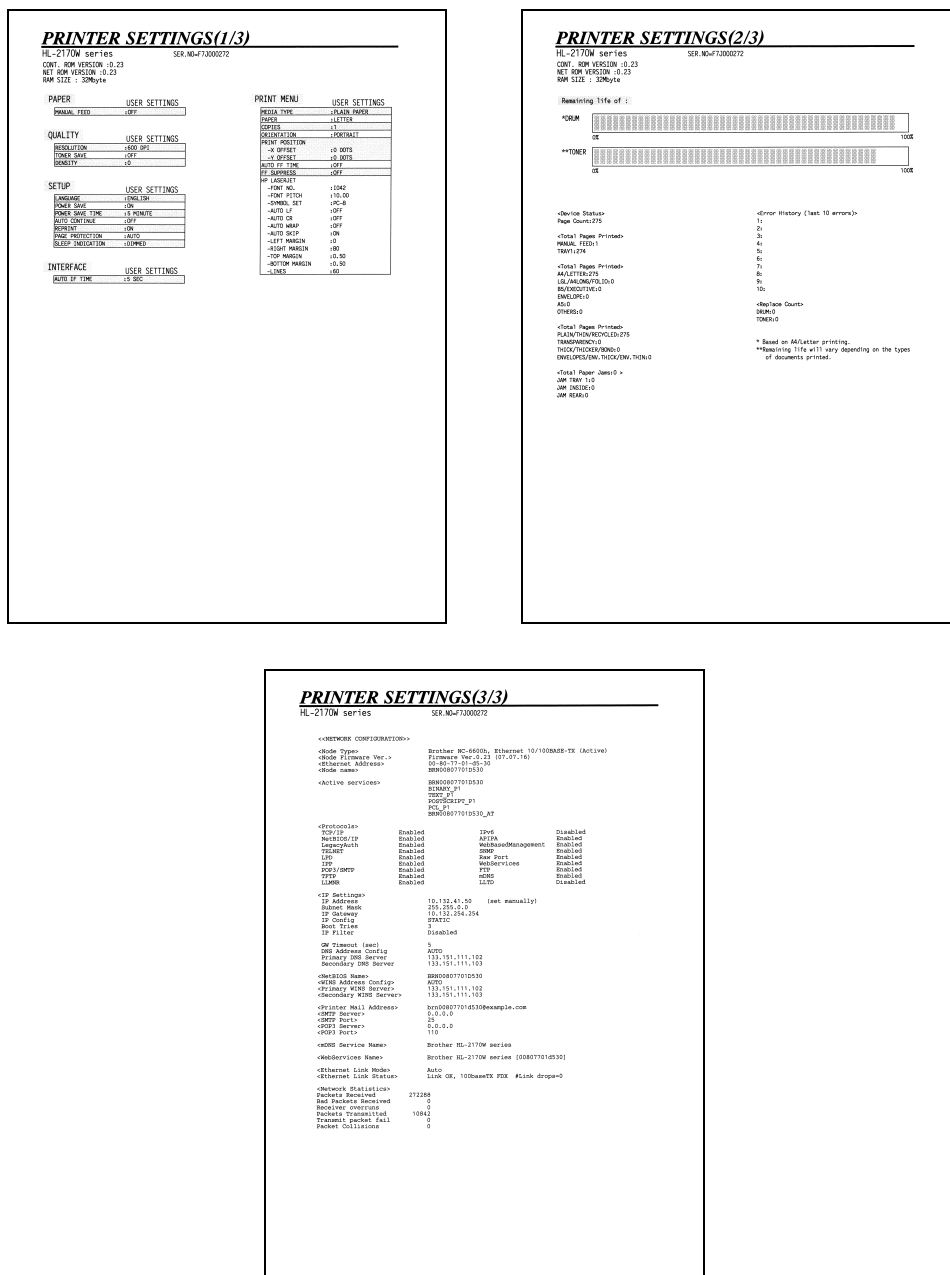 PRINTER SETTINGS(1/3)
HL-2170W series SER.NO=F7J000272
CONT. ROM VERSION :0.23
NET ROM VERSION :0.23
RAM SIZE : 32Mbyte
PAPER USER SETTINGS
MANUAL FEED :OFF
QUALITY USER SETTINGS
RESOLUTION :600 DPI
TONER SAVE :OFF
DENSITY :0
SETUP USER SETTINGS
LANGUAGE :ENGLISH
POWER SAVE :ON
POWER SAVE TIME :5 MINUTE
AUTO CONTINUE :OFF
REPRINT :ON
PAGE PROTECTION :AUTO
SLEEP INDICATION :DIMMED
INTERFACE USER SETTINGS
AUTO IF TIME :5 SEC
PRINT MENU USER SETTINGS
MEDIA TYPE :PLAIN PAPER
PAPER :LETTER
COPIES :1
ORIENTATION :PORTRAIT
PRINT POSITION
-X OFFSET :0 DOTS
-Y OFFSET :0 DOTS
AUTO FF TIME :OFF
FF SUPPRESS :OFF
HP LASERJET
-FONT NO. :I042
-FONT PITCH :10.00
-SYMBOL SET :PC-8
-AUTO LF :OFF
-AUTO CR :OFF
-AUTO WRAP :OFF
-AUTO SKIP :ON
-LEFT MARGIN :0
-RIGHT MARGIN :80
-TOP MARGIN :0.50
-BOTTOM MARGIN :0.50
-LINES :60
PRINTER SETTINGS(2/3)
HL-2170W series SER.NO=F7J000272
CONT. ROM VERSION :0.23
NET ROM VERSION :0.23
RAM SIZE : 32Mbyte
Remaining life of :
*DRUM
0% 100%
**TONER
0% 100%
<Device Status>
Page Count:275
<Total Pages Printed>
MANUAL FEED:1
TRAY1:274
<Total Pages Printed>
A4/LETTER:275
LGL/A4LONG/FOLIO:0
B5/EXECUTIVE:0
ENVELOPE:0
A5:0
OTHERS:0
<Total Pages Printed>
PLAIN/THIN/RECYCLED:275
TRANSPARENCY:0
THICK/THICKER/BOND:0
ENVELOPES/ENV.THICK/ENV.THIN:0
<Total Paper Jams:0 >
JAM TRAY 1:0
JAM INSIDE:0
JAM REAR:0
<Error History (last 10 errors)>
1:
2:
3:
4:
5:
6:
7:
8:
9:
10:
<Replace Count>
DRUM:0
TONER:0
* Based on A4/Letter printing.
**Remaining life will vary depending on the types
of documents printed.
PRINTER SETTINGS(3/3)
HL-2170W series SER.NO=F7J000272
<<NETWORK CONFIGURATION>>
<Node Type> Brother NC-6600h, Ethernet 10/100BASE-TX (Active)
<Node Firmware Ver.> Firmware Ver.0.23 (07.07.16)
<Ethernet Address> 00-80-77-01-d5-30
<Node name> BRN00807701D530
<Active services> BRN00807701D530
BINARY_P1
TEXT_P1
POSTSCRIPT_P1
PCL_P1
BRN00807701D530_AT
<Protocols>
TCP/IP Enabled IPv6 Disabled
NetBIOS/IP Enabled APIPA Enabled
LegacyAuth Enabled WebBasedManagement Enabled
TELNET Enabled SNMP Enabled
LPD Enabled Raw Port Enabled
IPP Enabled WebServices Enabled
POP3/SMTP Enabled FTP Enabled
TFTP Enabled mDNS Enabled
LLMNR Enabled LLTD Disabled
<IP Settings>
IP Address 10.132.41.50 (set manually)
Subnet Mask 255.255.0.0
IP Gateway 10.132.254.254
IP Config STATIC
Boot Tries 3
IP Filter Disabled
GW Timeout (sec) 5
DNS Address Config AUTO
Primary DNS Server 133.151.111.102
Secondary DNS Server 133.151.111.103
<NetBIOS Name> BRN00807701D530
<WINS Address Config> AUTO
<Primary WINS Server> 133.151.111.102
<Secondary WINS Server> 133.151.111.103
<Printer Mail Address> brn00807701d530@example.com
<SMTP Server> 0.0.0.0
<SMTP Port> 25
<POP3 Server> 0.0.0.0
<POP3 Port> 110
<mDNS Service Name> Brother HL-2170W series
<WebServices Name> Brother HL-2170W series [00807701d530]
<Ethernet Link Mode> Auto
<Ethernet Link Status> Link OK, 100baseTX FDX #Link drops=0
<Network Statistics>
Packets Received 272288
Bad Packets Received 0
Receiver overruns 0
Packets Transmitted 10842
Transmit packet fail 0
Packet Collisions 0